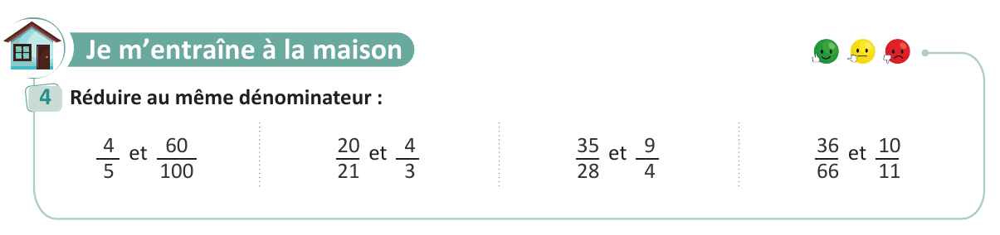 Je m’entraîne à la maison
4 Réduire au même dénominateur :
4/5 et 60/100
20/21 et 4/3
35/28 et 9/4
36/66 et 10/11